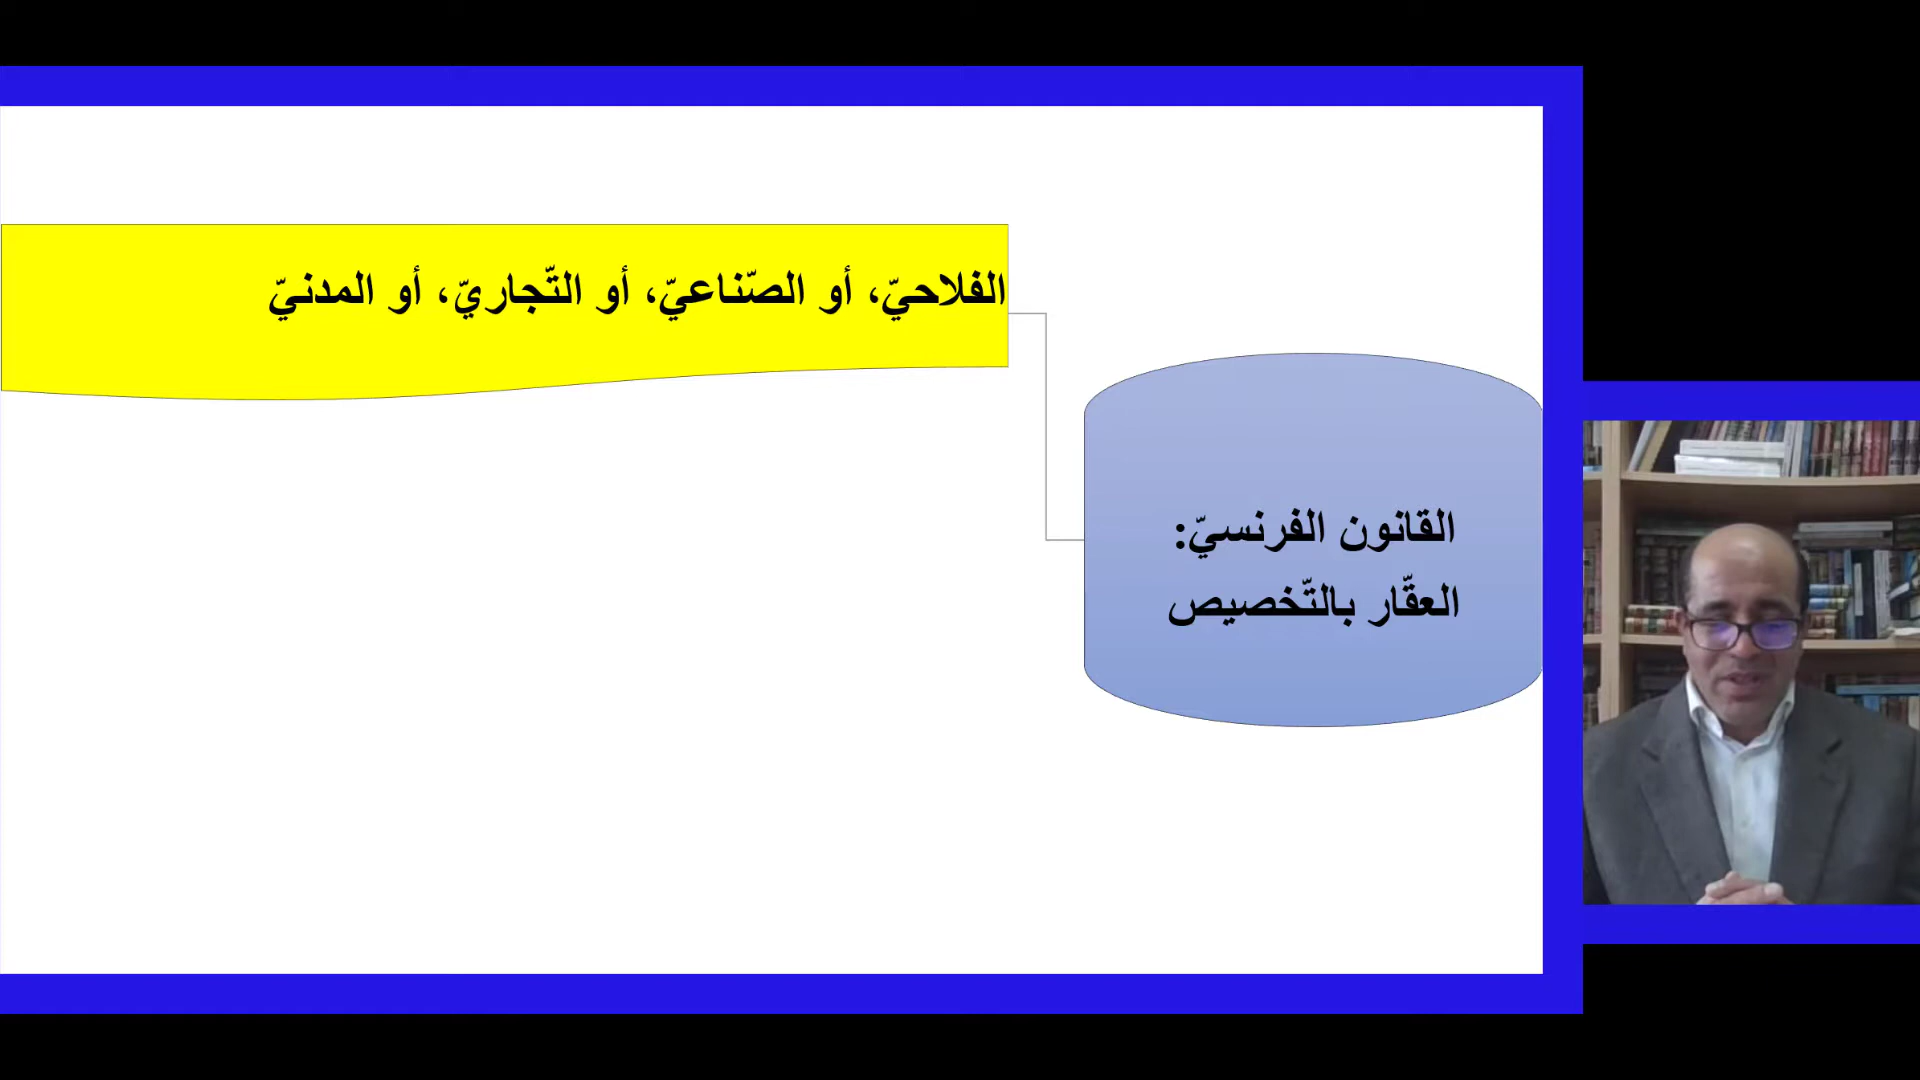 القانون الفرنسيّ:
العقّار بالتّخصيص
الفلاحيّ، أو الصّناعيّ، أو التّجاريّ، أو المدنيّ